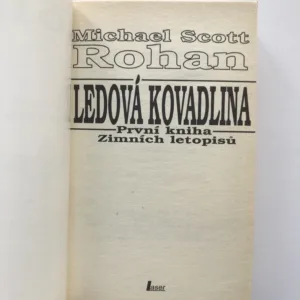 Michael Scott
Rohan
LEDOVÁ KOVADLINA
První kniha
Zimních letopisů
laser